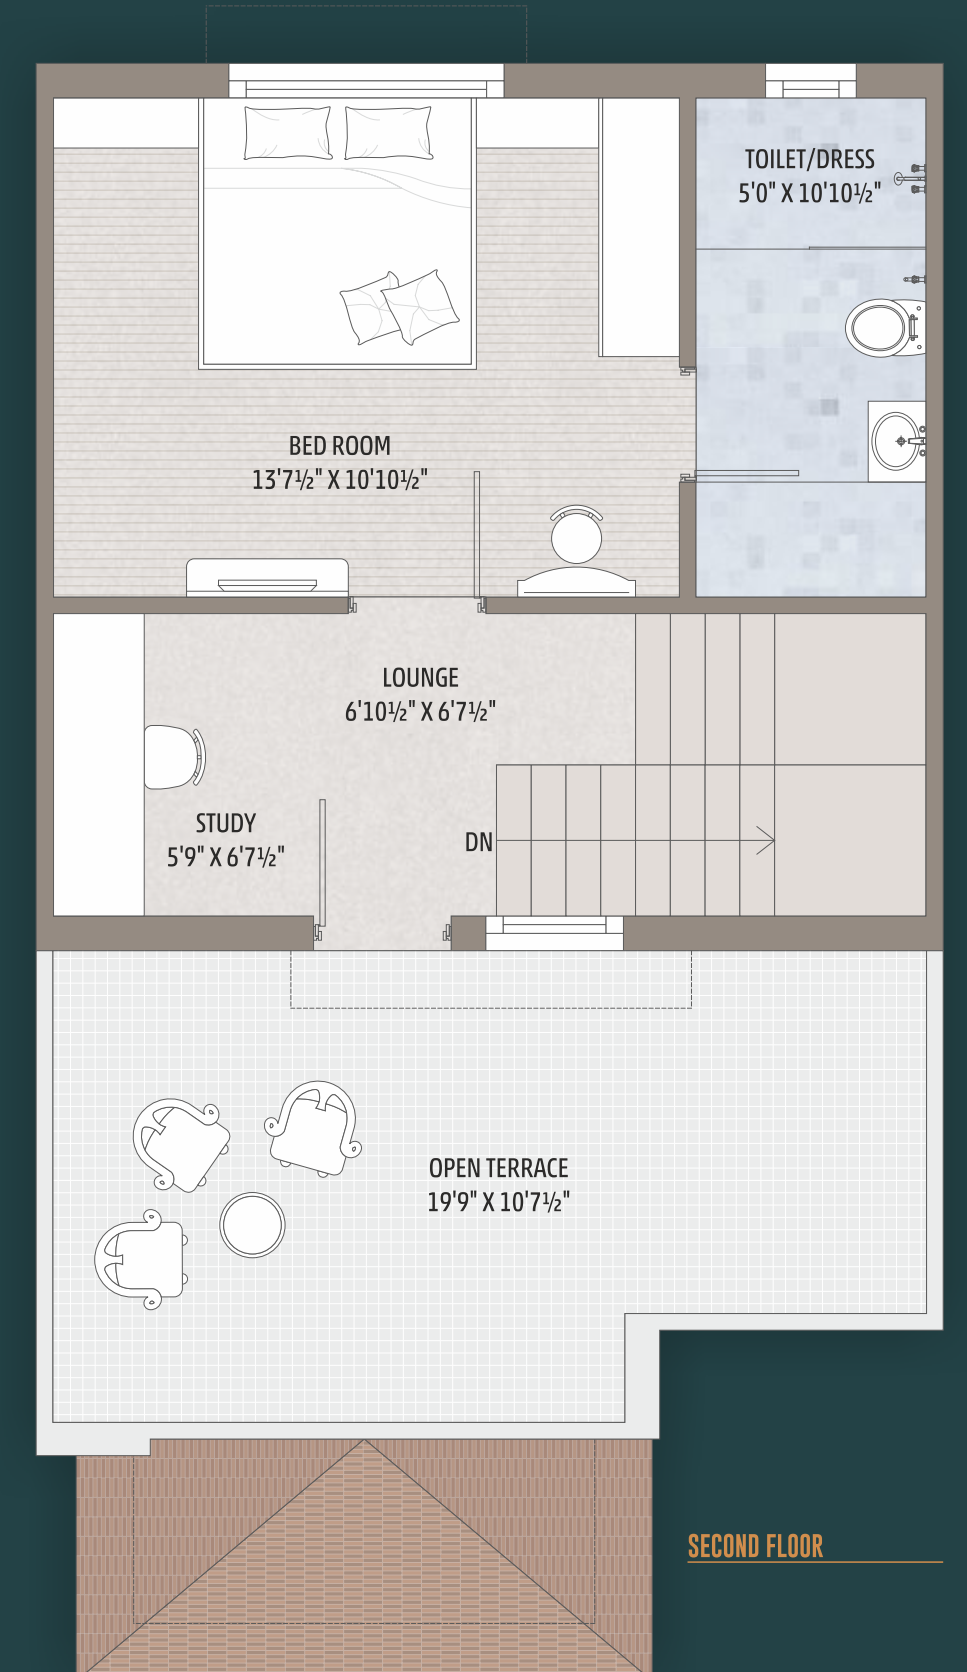 TOILET/DRESS
5'0" X 10'10½"
BED ROOM
13'7½" X 10'10½"
LOUNGE
6'10½" X 6'7½"
STUDY
5'9" X 6'7½"
DN
OPEN TERRACE
19'9" X 10'7½"
SECOND FLOOR